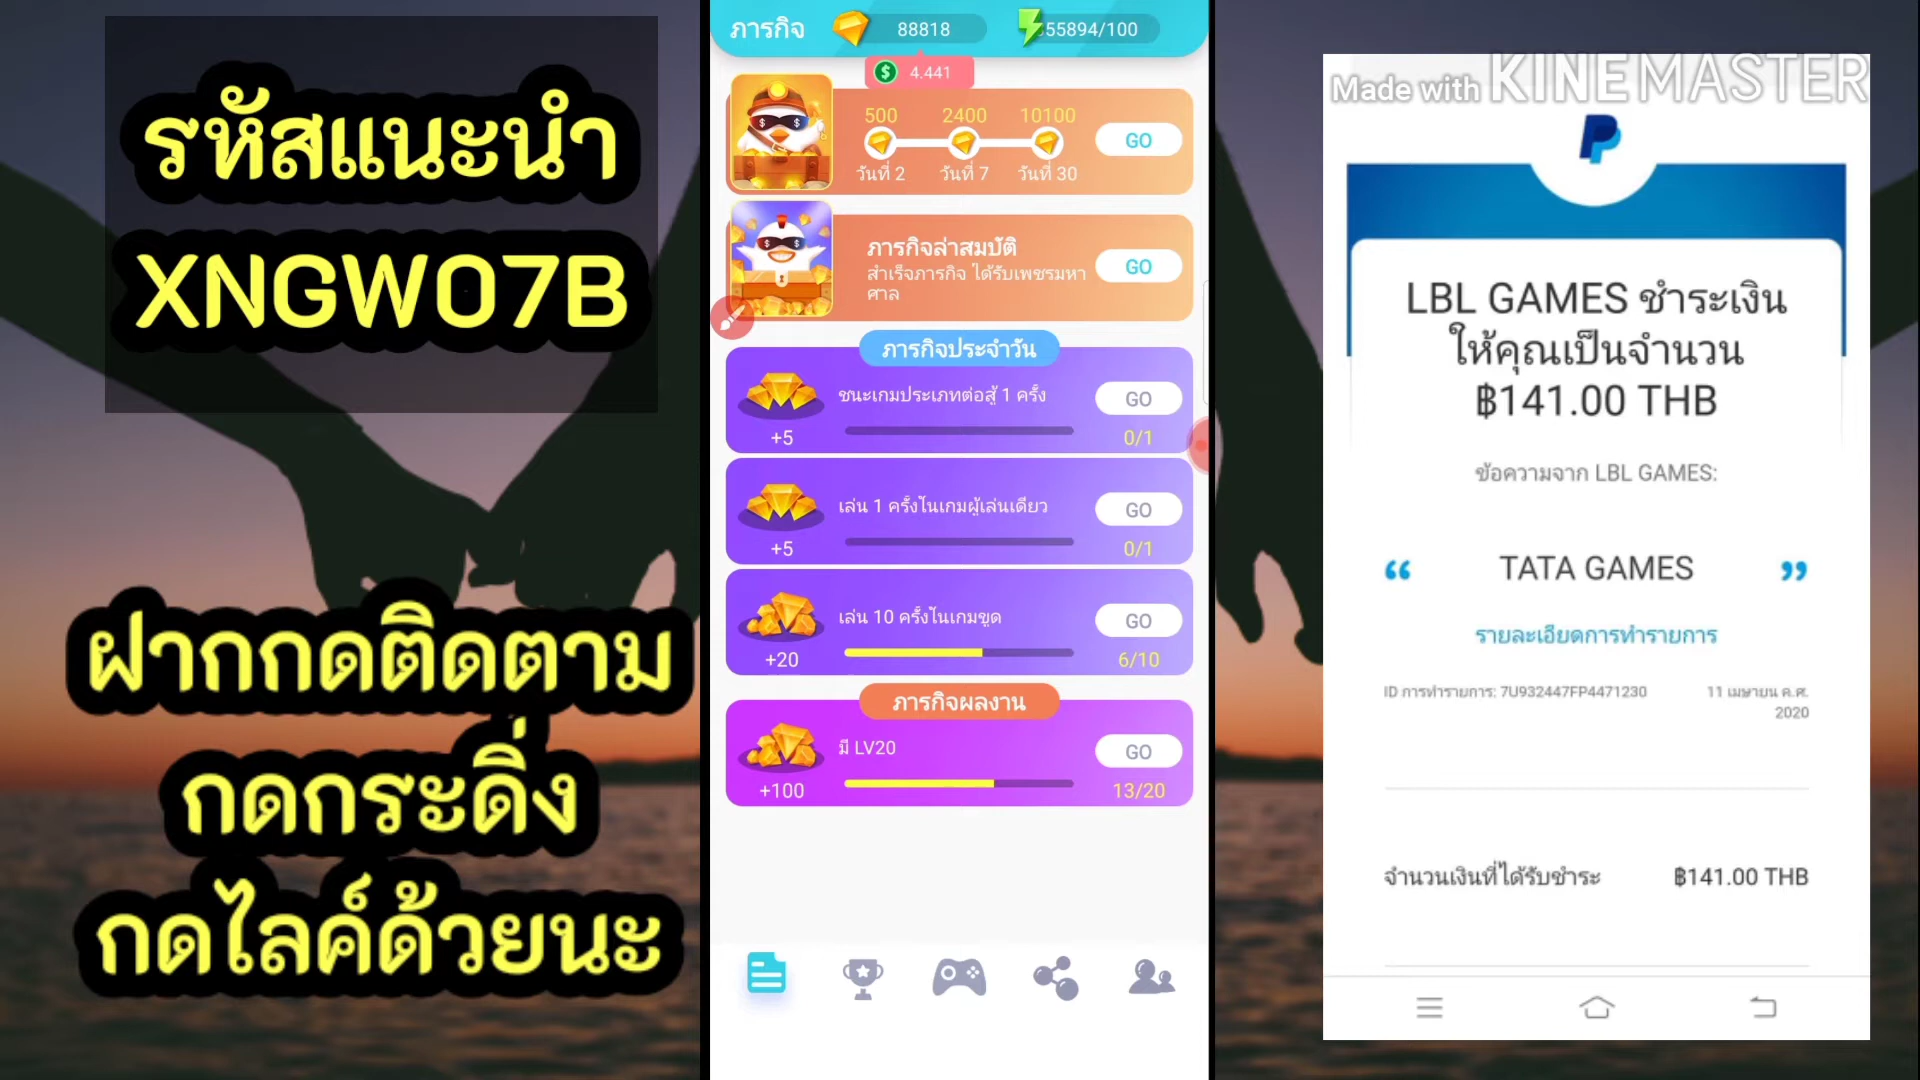 รหัสแนะนำ
XNGW07B
ฝากกดติดตาม
กดกระดิ่ง
กดไลค์ด้วยนะ
ภารกิจ
88818
55894/100
4.441
500
2400
10100
วันที่ 2
วันที่ 7
วันที่ 30
GO
ภารกิจล่าสมบัติ
สำเร็จภารกิจ ได้รับเพชรมหา
ศาล
GO
ภารกิจประจำวัน
ชนะเกมประเภทต่อสู้ 1 ครั้ง
GO
+5
0/1
เล่น 1 ครั้งในเกมผู้เล่นเดียว
GO
+5
0/1
เล่น 10 ครั้งในเกมขุด
GO
+20
6/10
ภารกิจผลงาน
มี LV20
GO
+100
13/20
Made with KINEMASTER
LBL GAMES ชำระเงิน
ให้คุณเป็นจำนวน
฿141.00 THB
ข้อความจาก LBL GAMES:
“ TATA GAMES ”
รายละเอียดการทำรายการ
ID การทำรายการ: 7U932447FP4471230
11 เมษายน ค.ศ.
2020
จำนวนเงินที่ได้รับชำระ
฿141.00 THB